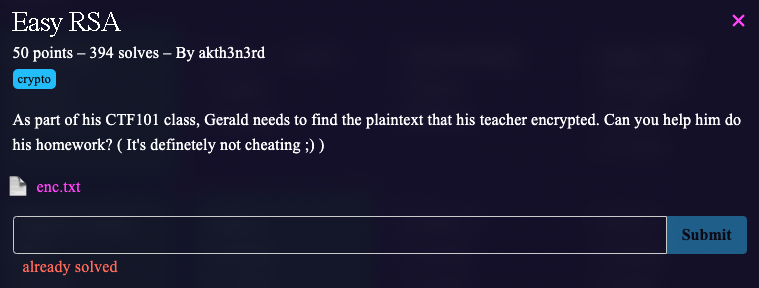 Easy RSA
50 points – 394 solves – By akth3n3rd
crypto
As part of his CTF101 class, Gerald needs to find the plaintext that his teacher encrypted. Can you help him do
his homework? ( It's definetely not cheating ;) )
enc.txt
Submit
already solved